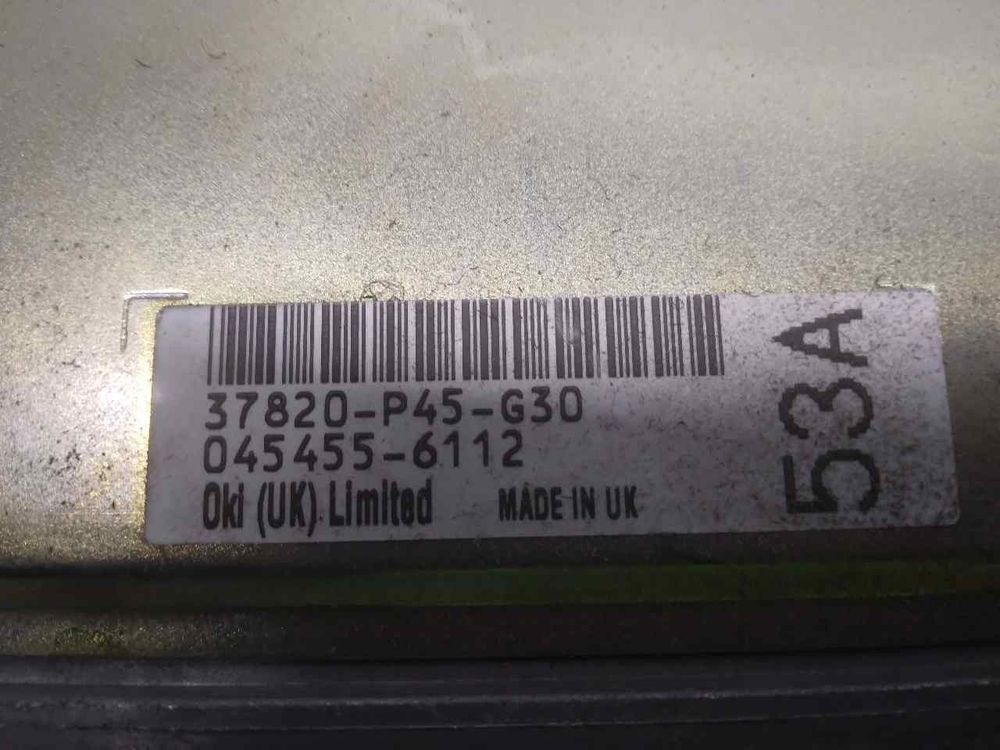 37820-P45-G30
045455-6112
Oki (UK) Limited MADE IN UK
53A